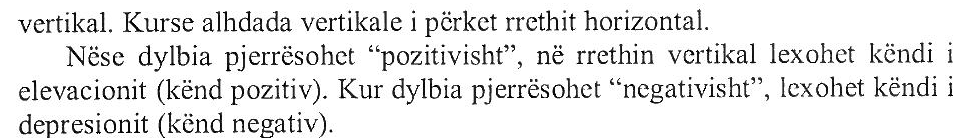 vertikal. Kurse alhdada vertikale i përket rrethit horizontal.
Nëse dylbia pjerrësohet “pozitivisht”, në rrethin vertikal lexohet këndi i
elevacionit (kënd pozitiv). Kur dylbia pjerrësohet “negativisht”, lexohet këndi i
depresionit (kënd negativ).